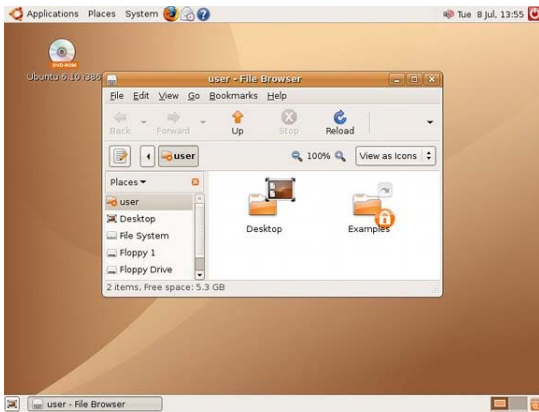 Applications Places System Tue 8 Jul, 13:55
DVD-ROM
Ubuntu 6.10 i386
user - File Browser
File Edit View Go Bookmarks Help
Back Forward Up Stop Reload
user 100% View as Icons
Places
user
Desktop
File System
Floppy 1
Floppy Drive
Desktop Examples
2 items, Free space: 5.3 GB
user - File Browser